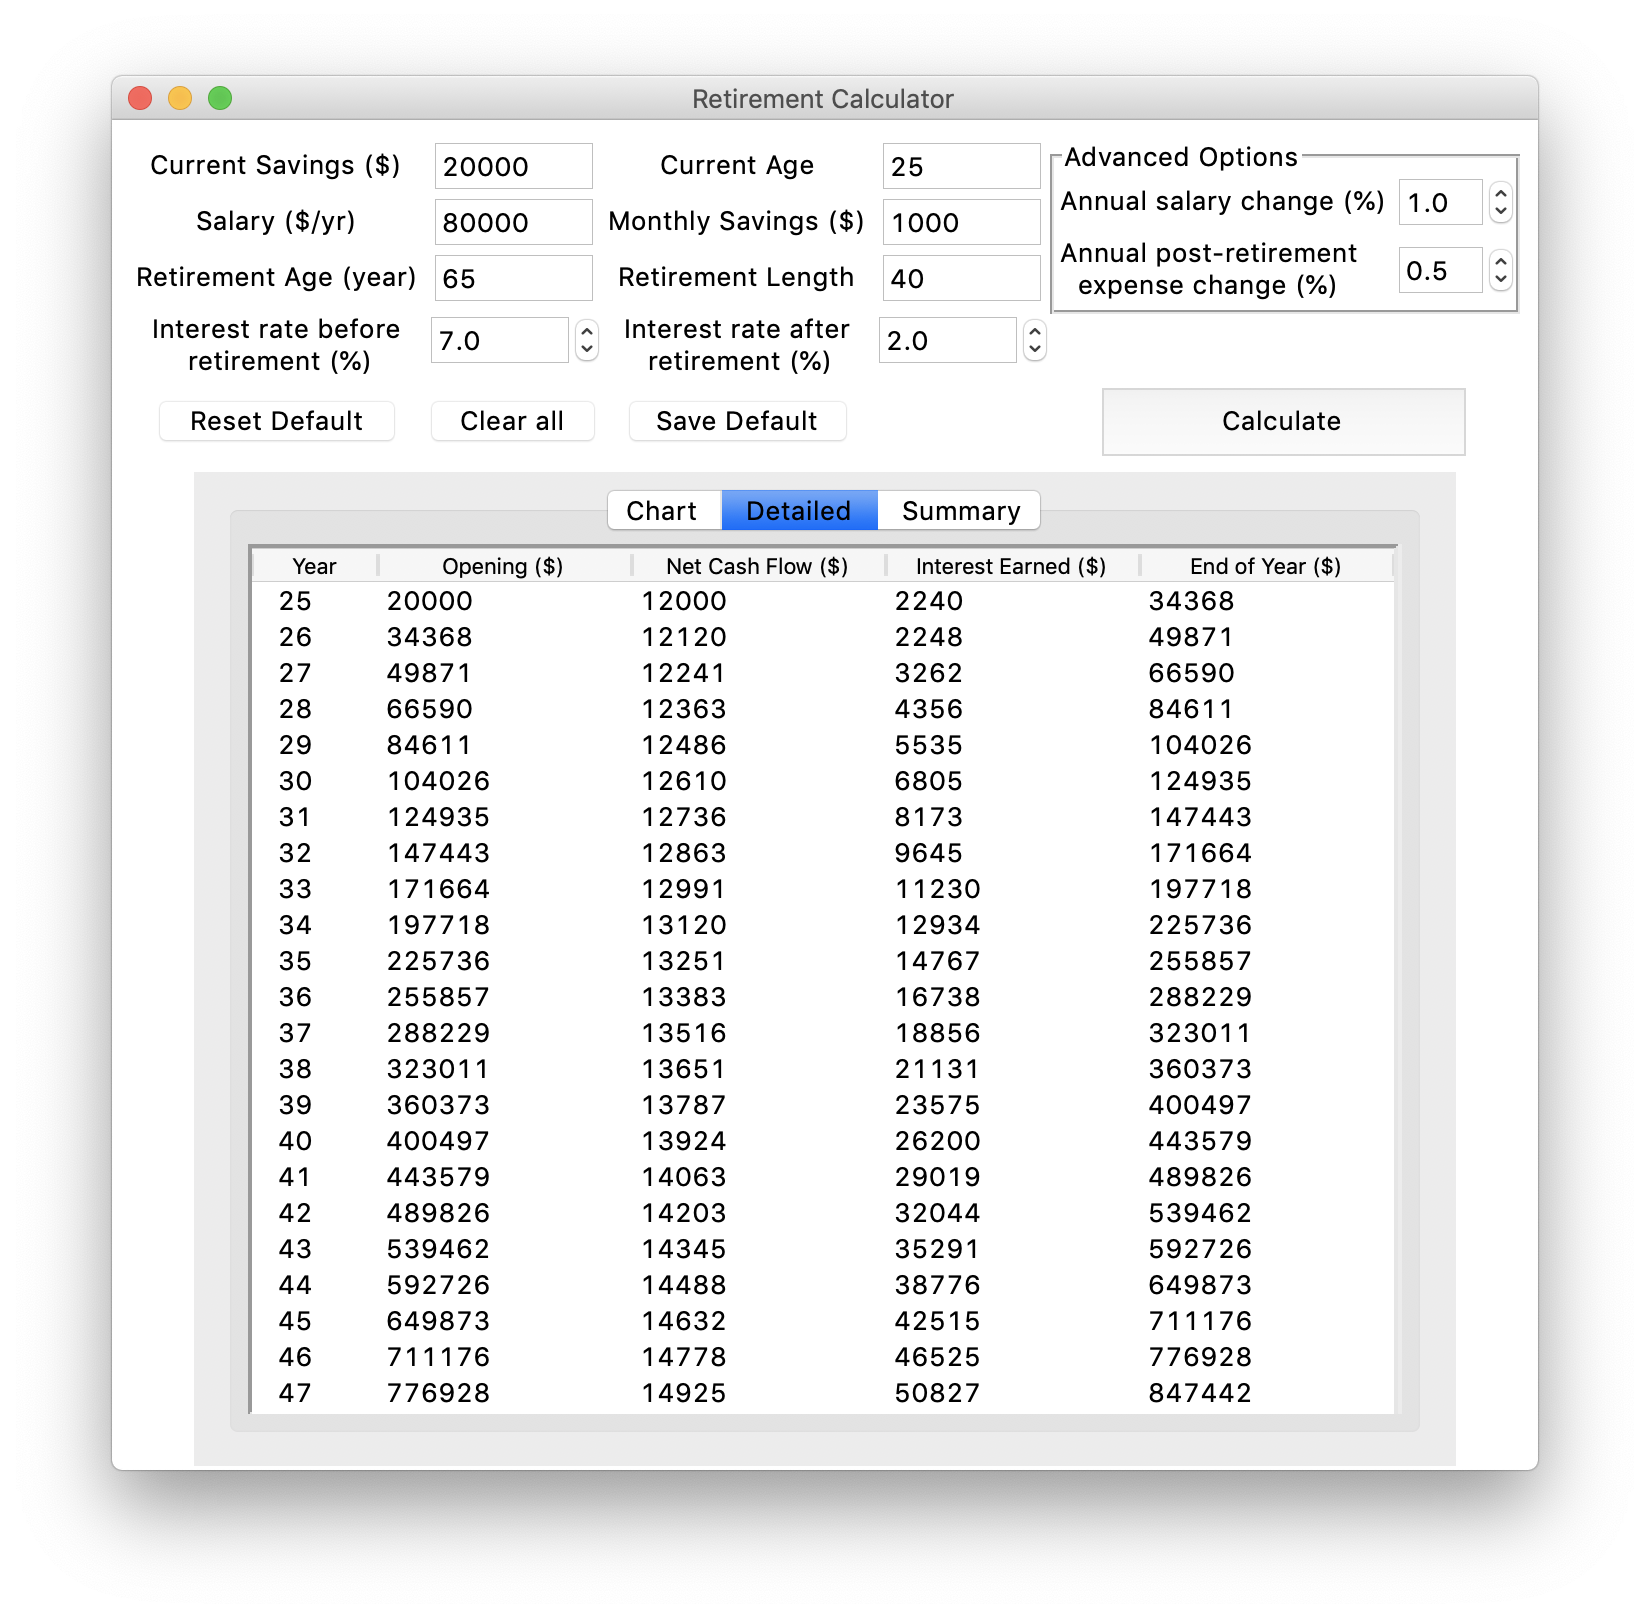 Retirement Calculator
Current Savings ($) 20000 Current Age 25 Advanced Options
Salary ($/yr) 80000 Monthly Savings ($) 1000 Annual salary change (%) 1.0
Retirement Age (year) 65 Retirement Length 40 Annual post-retirement
expense change (%) 0.5
Interest rate before
retirement (%) 7.0 Interest rate after
retirement (%) 2.0
Reset Default Clear all Save Default Calculate
Chart Detailed Summary
Year Opening ($) Net Cash Flow ($) Interest Earned ($) End of Year ($)
25 20000 12000 2240 34368
26 34368 12120 2248 49871
27 49871 12241 3262 66590
28 66590 12363 4356 84611
29 84611 12486 5535 104026
30 104026 12610 6805 124935
31 124935 12736 8173 147443
32 147443 12863 9645 171664
33 171664 12991 11230 197718
34 197718 13120 12934 225736
35 225736 13251 14767 255857
36 255857 13383 16738 288229
37 288229 13516 18856 323011
38 323011 13651 21131 360373
39 360373 13787 23575 400497
40 400497 13924 26200 443579
41 443579 14063 29019 489826
42 489826 14203 32044 539462
43 539462 14345 35291 592726
44 592726 14488 38776 649873
45 649873 14632 42515 711176
46 711176 14778 46525 776928
47 776928 14925 50827 847442